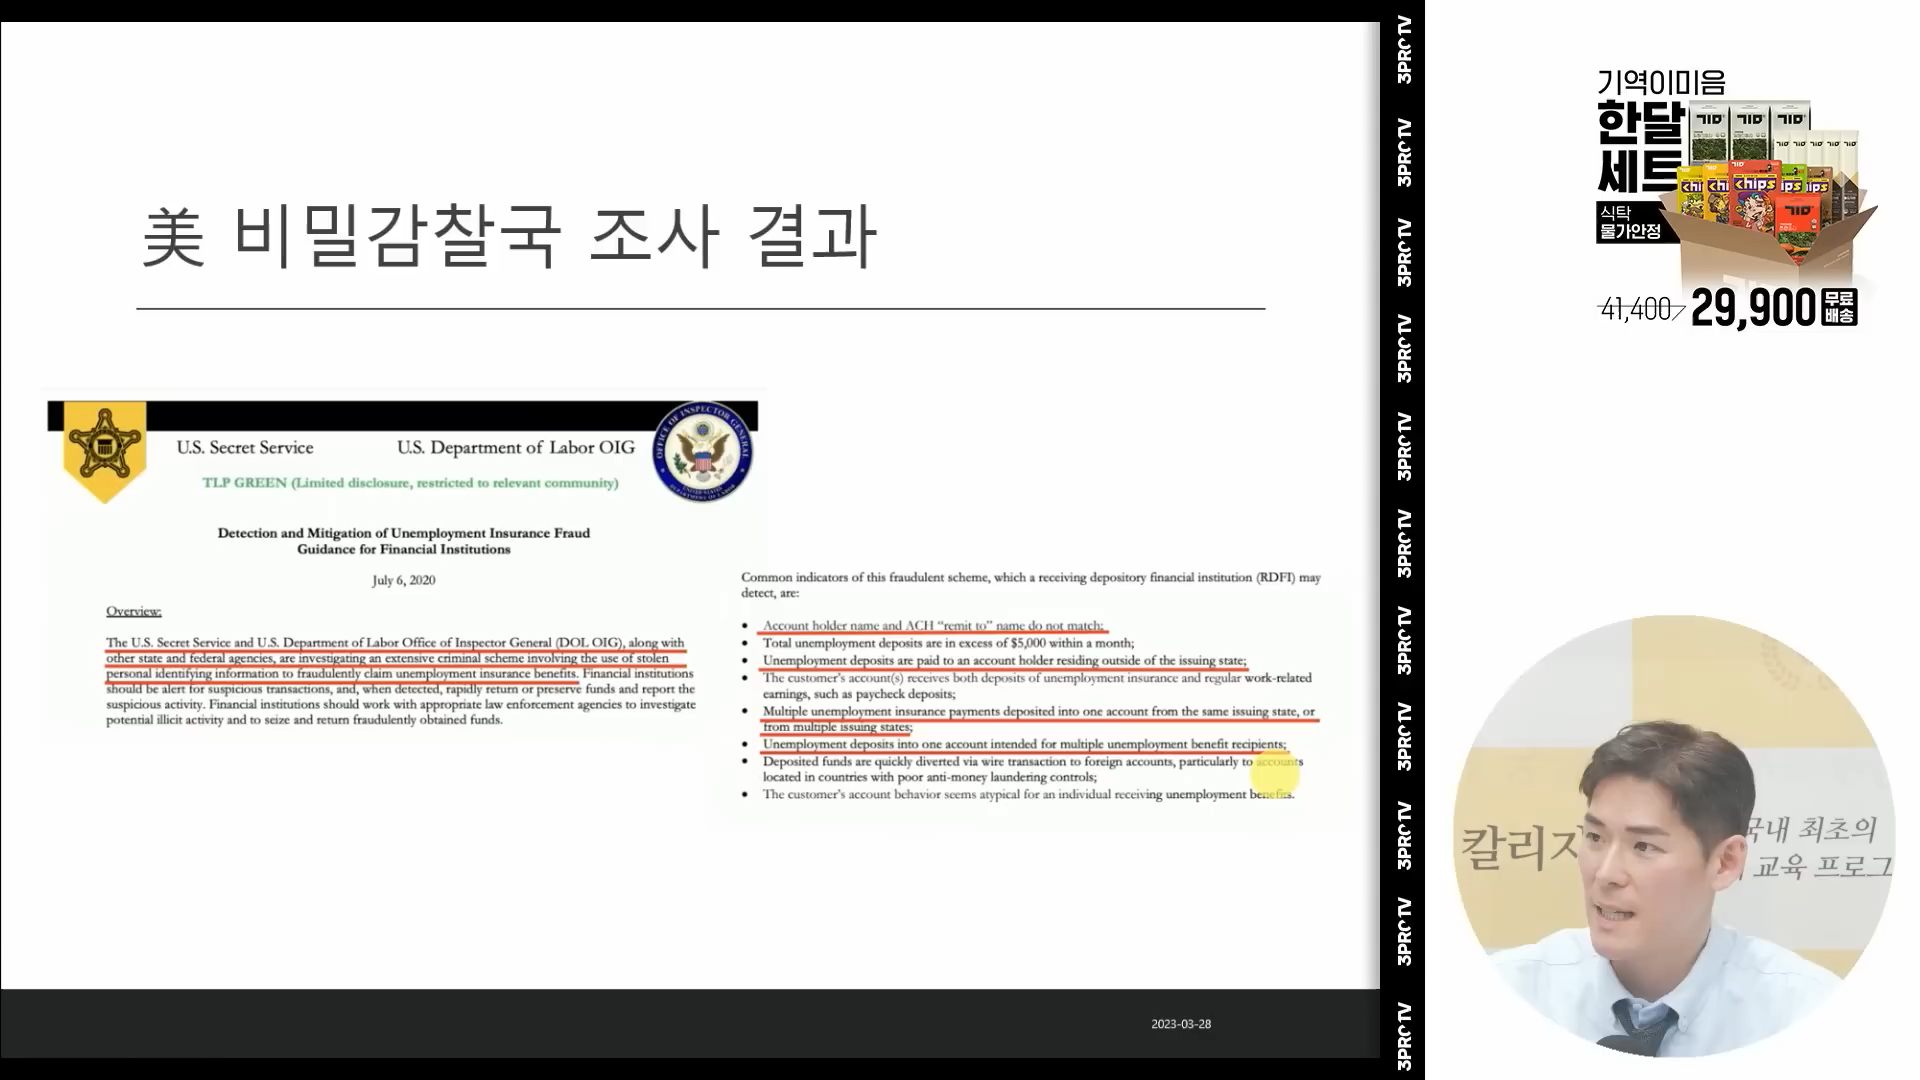 美 비밀감찰국 조사 결과
U.S. Secret Service
U.S. Department of Labor OIG
OFFICE OF INSPECTOR GENERAL
TLP GREEN (Limited disclosure, restricted to relevant community)
Detection and Mitigation of Unemployment Insurance Fraud
Guidance for Financial Institutions
July 6, 2020
Overview:
The U.S. Secret Service and U.S. Department of Labor Office of Inspector General (DOL OIG), along with
other state and federal agencies, are investigating an extensive criminal scheme involving the use of stolen
personal identifying information to fraudulently claim unemployment insurance benefits. Financial institutions
should be alert for suspicious transactions, and, when detected, rapidly return or preserve funds and report the
suspicious activity. Financial institutions should work with appropriate law enforcement agencies to investigate
potential illicit activity and to seize and return fraudulently obtained funds.
Common indicators of this fraudulent scheme, which a receiving depository financial institution (RDFI) may
detect, are:
• Account holder name and ACH “remit to” name do not match;
• Total unemployment deposits are in excess of $5,000 within a month;
• Unemployment deposits are paid to an account holder residing outside of the issuing state;
• The customer’s account(s) receives both deposits of unemployment insurance and regular work-related
earnings, such as paycheck deposits;
• Multiple unemployment insurance payments deposited into one account from the same issuing state, or
from multiple issuing states;
• Unemployment deposits into one account intended for multiple unemployment benefit recipients;
• Deposited funds are quickly diverted via wire transaction to foreign accounts, particularly to accounts
located in countries with poor anti-money laundering controls;
• The customer’s account behavior seems atypical for an individual receiving unemployment benefits.
2023-03-28
3PROTV
3PROTV
3PROTV
3PROTV
3PROTV
3PROTV
3PROTV
3PROTV
3PROTV
3PROTV
3PROTV
기역이미음
한달
세트
식탁
물가안정
chips
41,400
29,900
무료
배송
칼리지
국내 최초의
교육 프로그